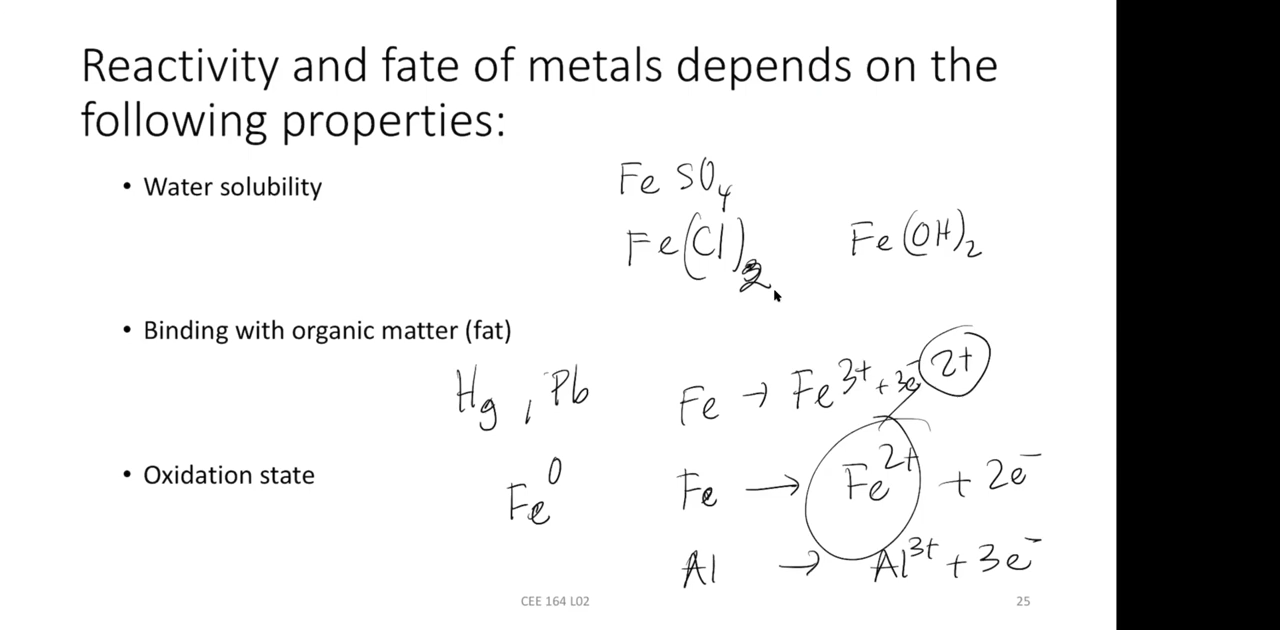 Reactivity and fate of metals depends on the
following properties:
• Water solubility
Fe SO₄
Fe(Cl)₂ Fe(OH)₂
• Binding with organic matter (fat)
Hg, Pb
Fe → Fe³⁺ + 3e⁻ 2+
• Oxidation state
Fe⁰
Fe → Fe²⁺ + 2e⁻
Al → Al³⁺ + 3e⁻
CEE 164 L02 25